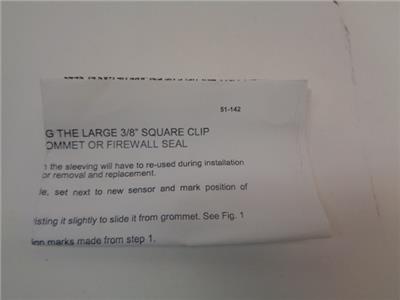 51-142
G THE LARGE 3/8" SQUARE CLIP
OMMET OR FIREWALL SEAL
the sleeving will have to re-used during installation
or removal and replacement.
le, set next to new sensor and mark position of
isting it slightly to slide it from grommet. See Fig. 1
ion marks made from step 1.